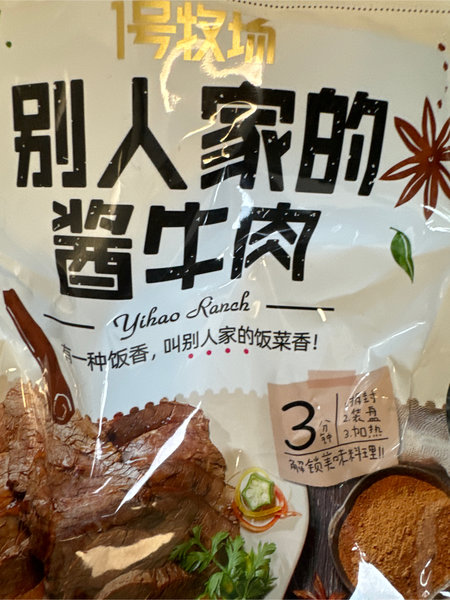 1号牧场
别人家的
酱牛肉
Yihao Ranch
有一种饭香，叫别人家的饭菜香！
3分钟
1.拆封
2.装盘
3.加热
解锁美味料理！！